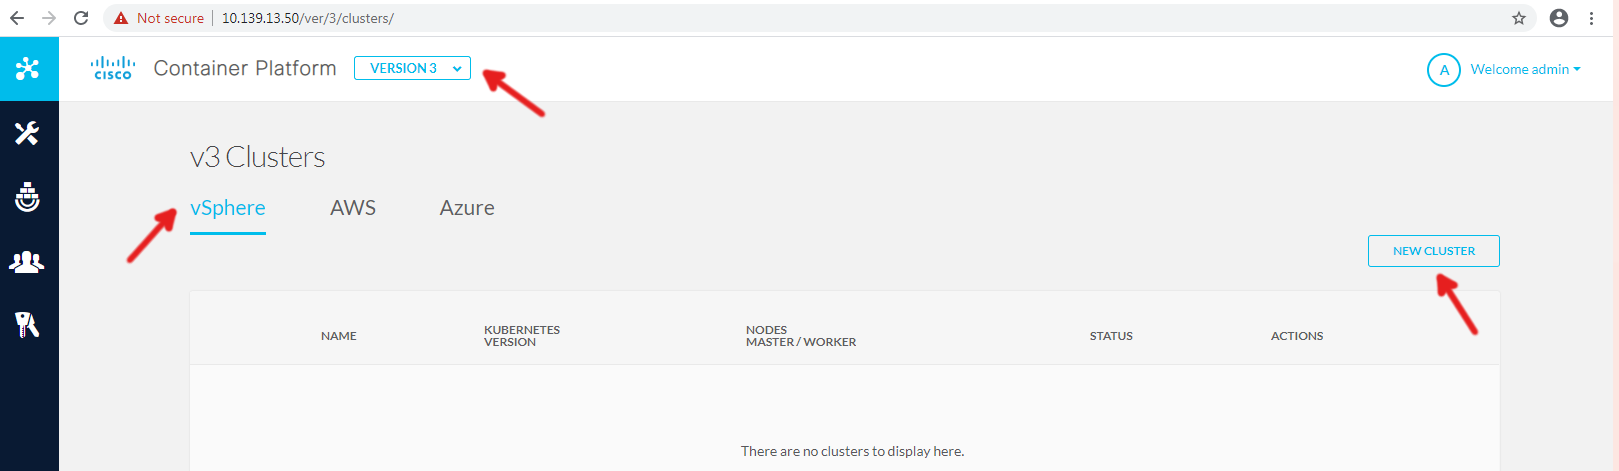 Not secure | 10.139.13.50/ver/3/clusters/
CISCO Container Platform VERSION 3
A Welcome admin
v3 Clusters
vSphere AWS Azure
NEW CLUSTER
NAME KUBERNETES VERSION NODES MASTER / WORKER STATUS ACTIONS
There are no clusters to display here.